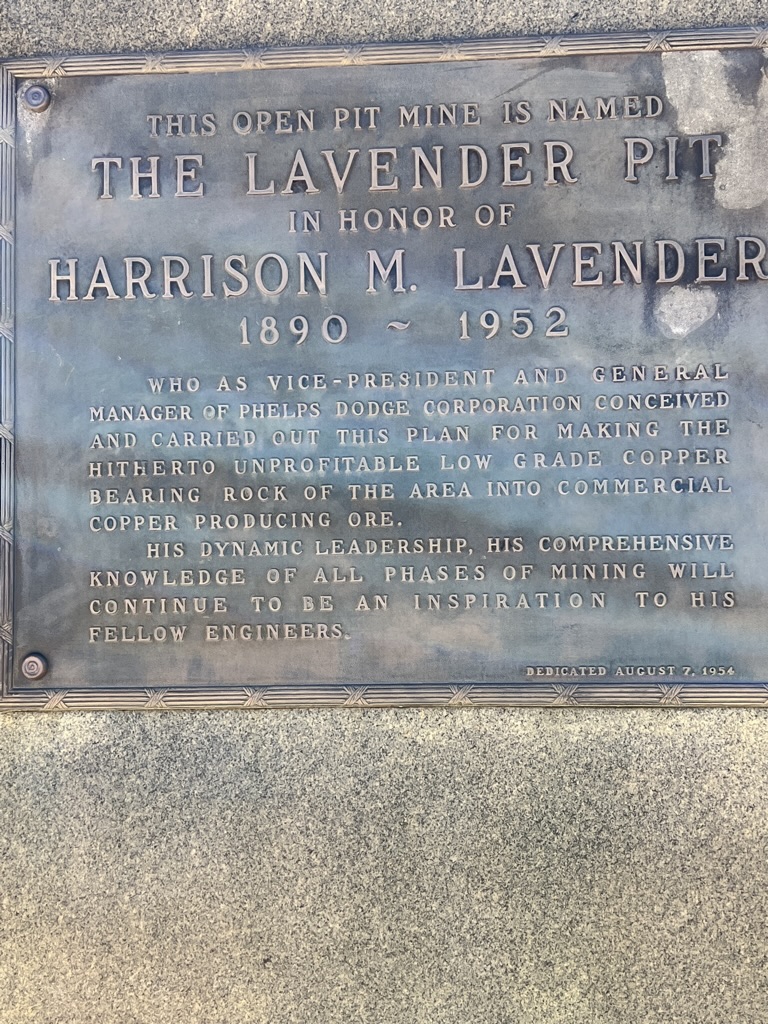 THIS OPEN PIT MINE IS NAMED
THE LAVENDER PIT
IN HONOR OF
HARRISON M. LAVENDER
1890 ~ 1952
WHO AS VICE-PRESIDENT AND GENERAL
MANAGER OF PHELPS DODGE CORPORATION CONCEIVED
AND CARRIED OUT THIS PLAN FOR MAKING THE
HITHERTO UNPROFITABLE LOW GRADE COPPER
BEARING ROCK OF THE AREA INTO COMMERCIAL
COPPER PRODUCING ORE.
HIS DYNAMIC LEADERSHIP, HIS COMPREHENSIVE
KNOWLEDGE OF ALL PHASES OF MINING WILL
CONTINUE TO BE AN INSPIRATION TO HIS
FELLOW ENGINEERS.
DEDICATED AUGUST 7, 1954